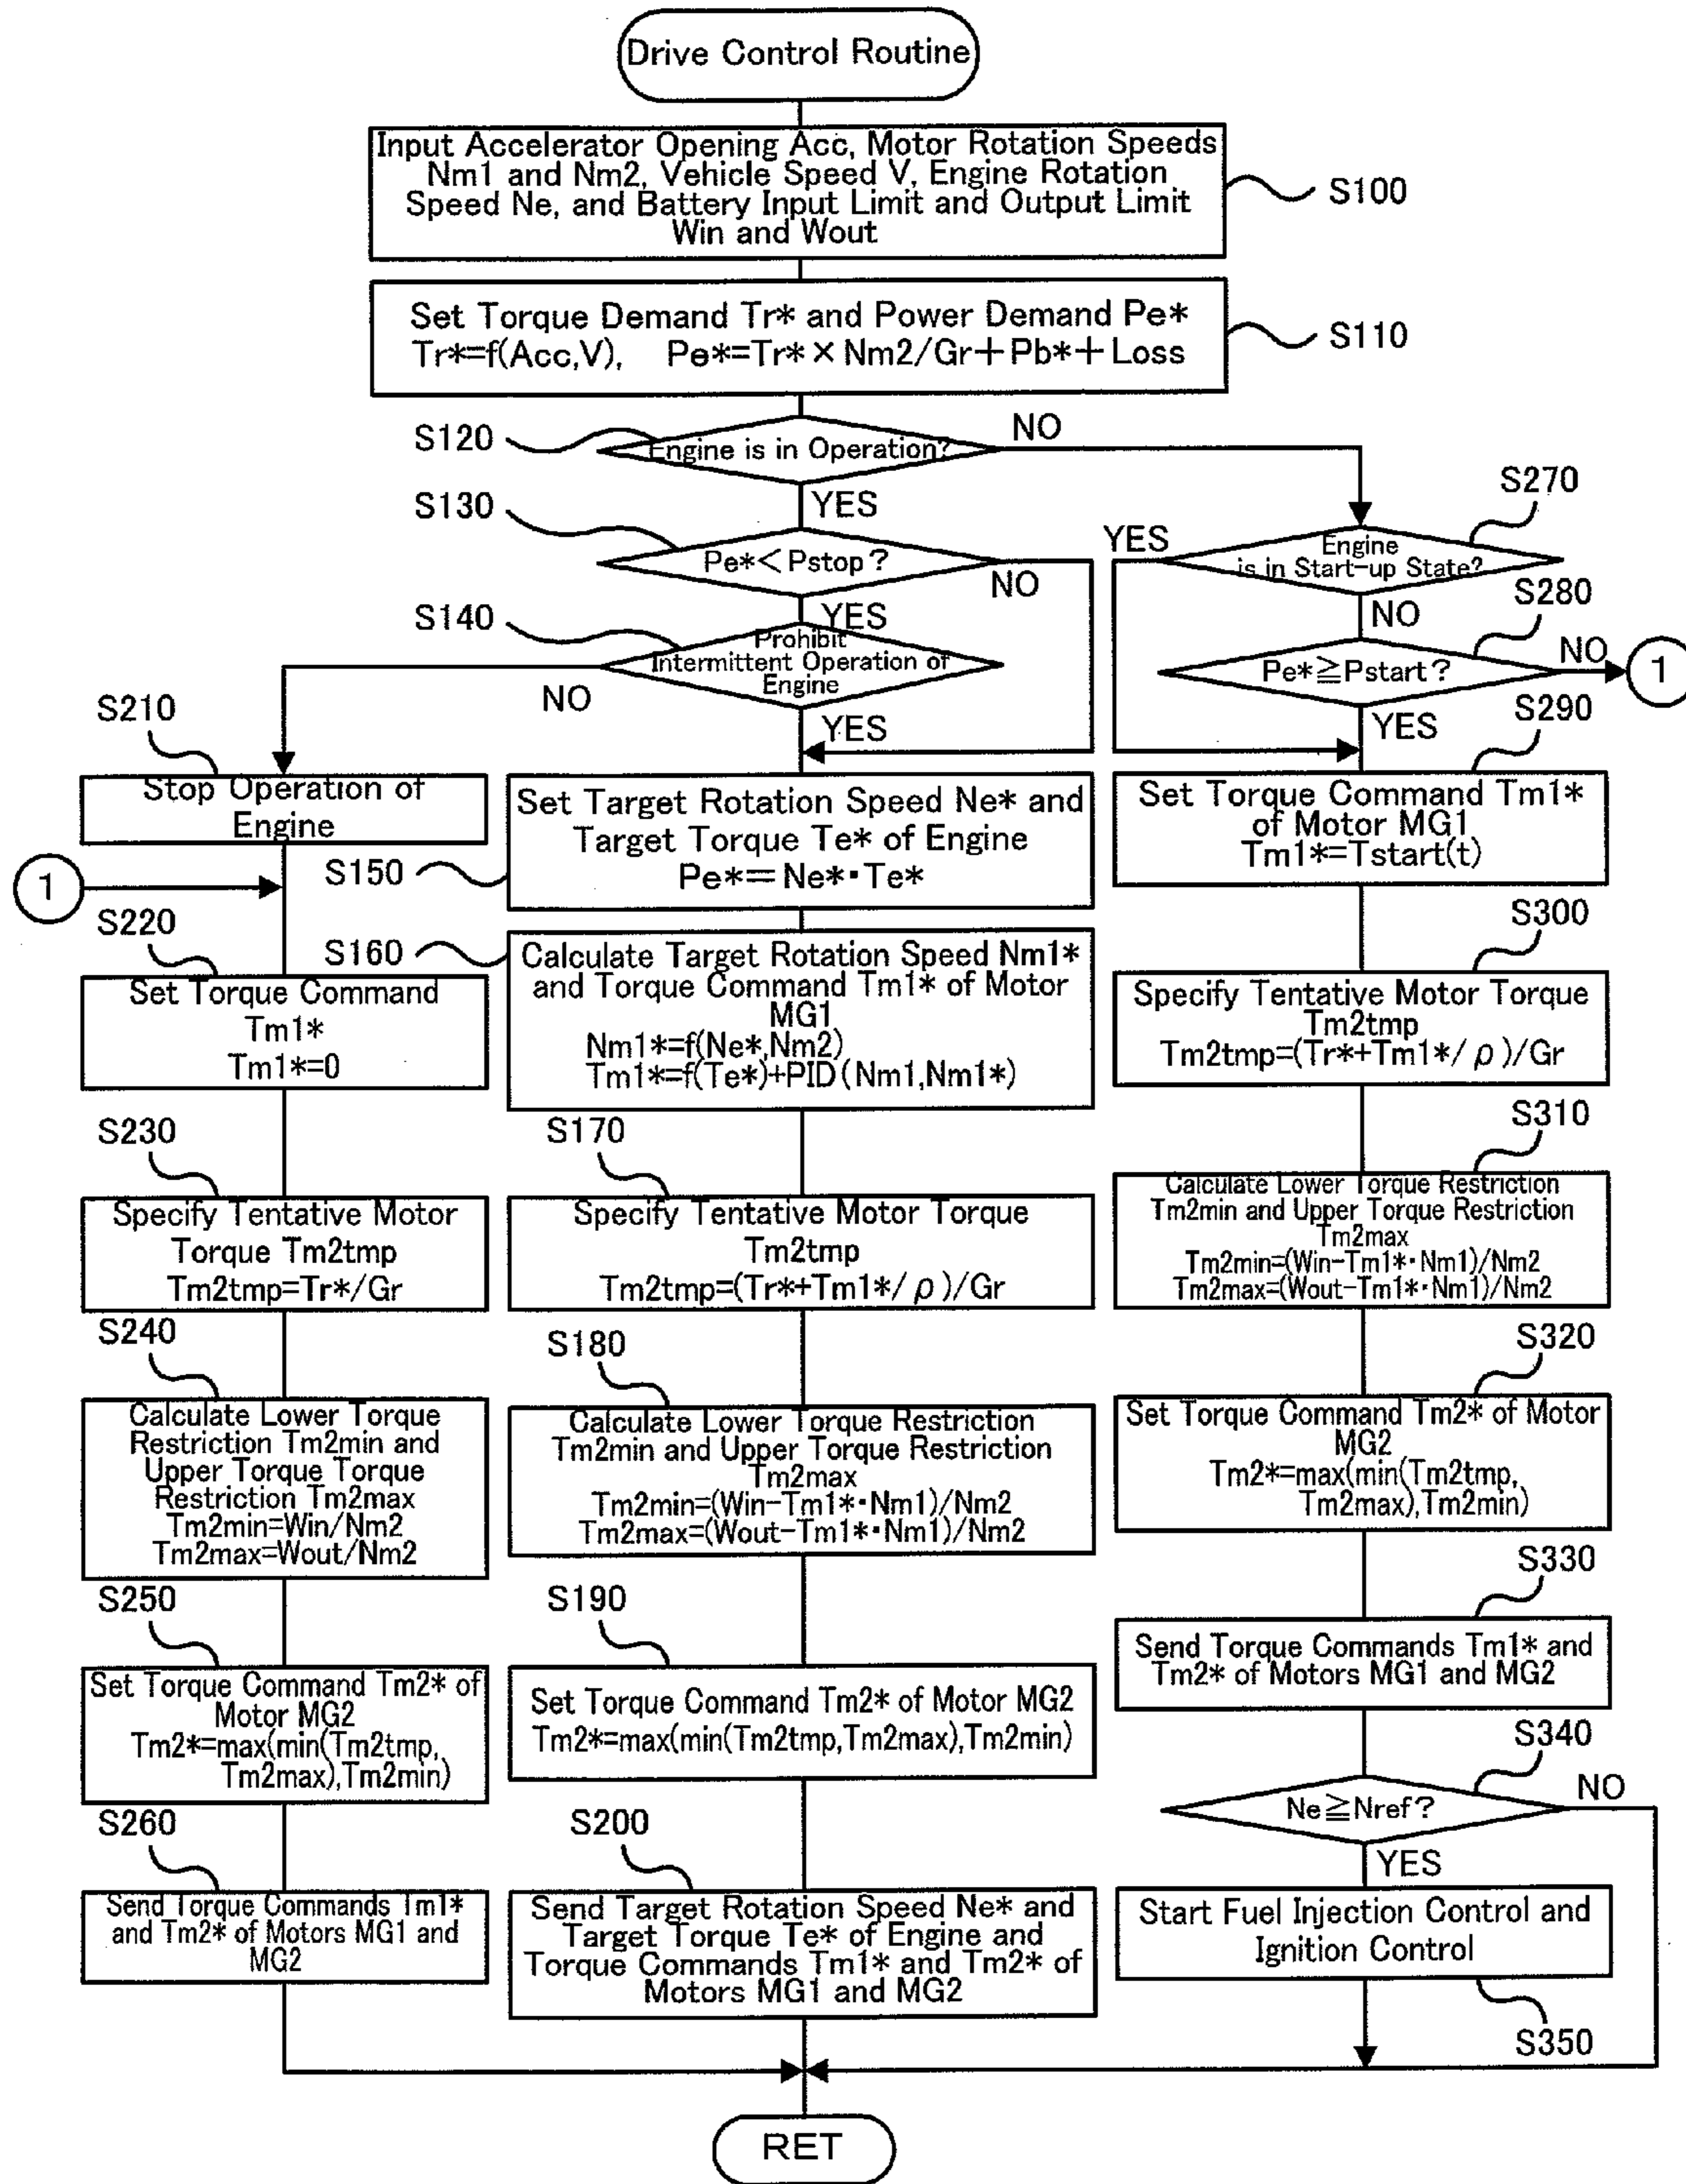 Drive Control Routine
Input Accelerator Opening Acc, Motor Rotation Speeds
Nm1 and Nm2, Vehicle Speed V, Engine Rotation
Speed Ne, and Battery Input Limit and Output Limit
Win and Wout
S100
Set Torque Demand Tr* and Power Demand Pe*
Tr*=f(Acc,V), Pe*=Tr*×Nm2/Gr+Pb*+Loss
S110
S120
Engine is in Operation?
NO
YES
S130
Pe*<Pstop?
NO
YES
S140
Prohibit
Intermittent Operation of
Engine
NO
YES
S270
YES
Engine
is in Start-up State?
NO
S280
Pe*≧Pstart?
NO
1
YES
S210
Stop Operation of
Engine
1
S150
Set Target Rotation Speed Ne* and
Target Torque Te* of Engine
Pe*=Ne*・Te*
S290
Set Torque Command Tm1*
of Motor MG1
Tm1*=Tstart(t)
S220
Set Torque Command
Tm1*
Tm1*=0
S160
Calculate Target Rotation Speed Nm1*
and Torque Command Tm1* of Motor
MG1
Nm1*=f(Ne*,Nm2)
Tm1*=f(Te*)+PID(Nm1,Nm1*)
S300
Specify Tentative Motor Torque
Tm2tmp
Tm2tmp=(Tr*+Tm1*/ρ)/Gr
S230
Specify Tentative Motor
Torque Tm2tmp
Tm2tmp=Tr*/Gr
S170
Specify Tentative Motor Torque
Tm2tmp
Tm2tmp=(Tr*+Tm1*/ρ)/Gr
S310
Calculate Lower Torque Restriction
Tm2min and Upper Torque Restriction
Tm2max
Tm2min=(Win-Tm1*・Nm1)/Nm2
Tm2max=(Wout-Tm1*・Nm1)/Nm2
S240
Calculate Lower Torque
Restriction Tm2min and
Upper Torque Torque
Restriction Tm2max
Tm2min=Win/Nm2
Tm2max=Wout/Nm2
S180
Calculate Lower Torque Restriction
Tm2min and Upper Torque Restriction
Tm2max
Tm2min=(Win-Tm1*・Nm1)/Nm2
Tm2max=(Wout-Tm1*・Nm1)/Nm2
S320
Set Torque Command Tm2* of Motor
MG2
Tm2*=max(min(Tm2tmp,
Tm2max),Tm2min)
S250
Set Torque Command Tm2* of
Motor MG2
Tm2*=max(min(Tm2tmp,
Tm2max),Tm2min)
S190
Set Torque Command Tm2* of Motor MG2
Tm2*=max(min(Tm2tmp,Tm2max),Tm2min)
S330
Send Torque Commands Tm1* and
Tm2* of Motors MG1 and MG2
S340
Ne≧Nref?
NO
YES
S260
Send Torque Commands Tm1*
and Tm2* of Motors MG1 and
MG2
S200
Send Target Rotation Speed Ne* and
Target Torque Te* of Engine and
Torque Commands Tm1* and Tm2* of
Motors MG1 and MG2
Start Fuel Injection Control and
Ignition Control
S350
RET